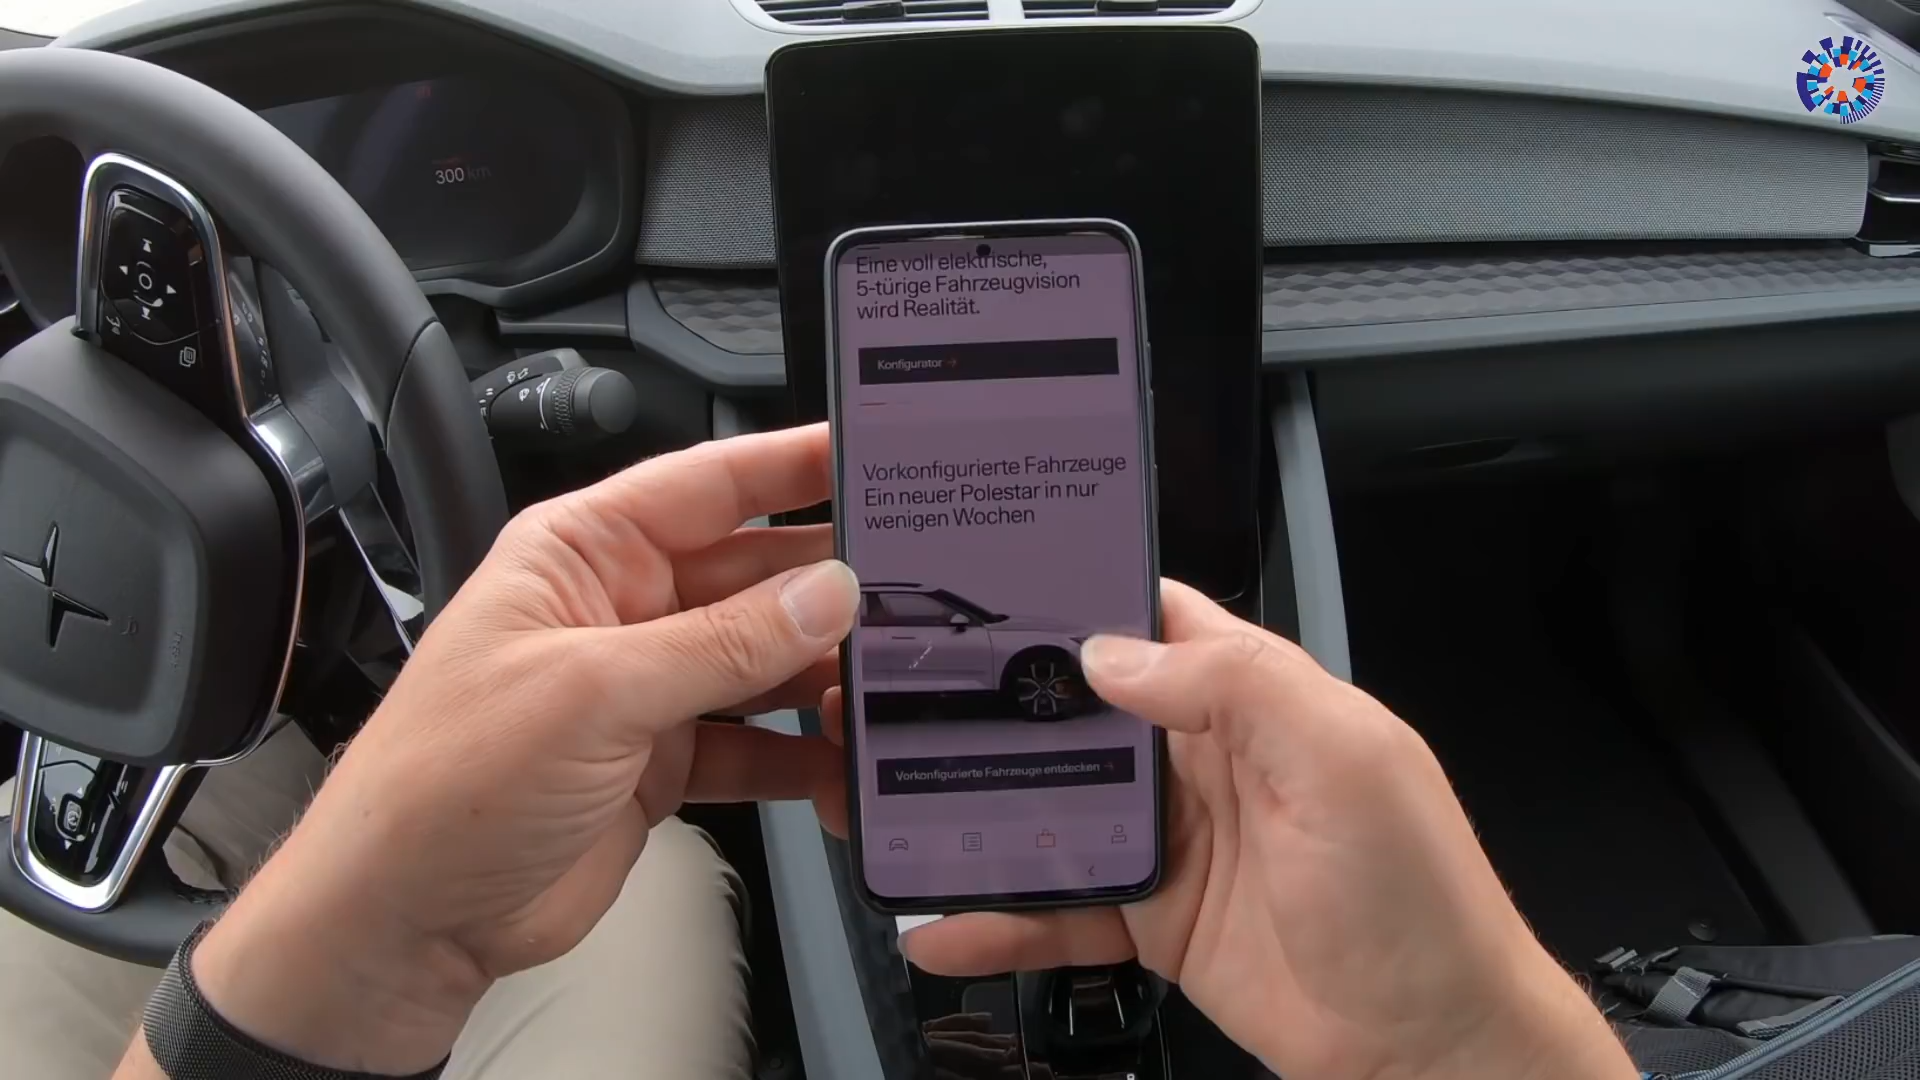 300 km
Eine voll elektrische,
5-türige Fahrzeugvision
wird Realität.
Konfigurator →
Vorkonfigurierte Fahrzeuge
Ein neuer Polestar in nur
wenigen Wochen
Vorkonfigurierte Fahrzeuge entdecken →